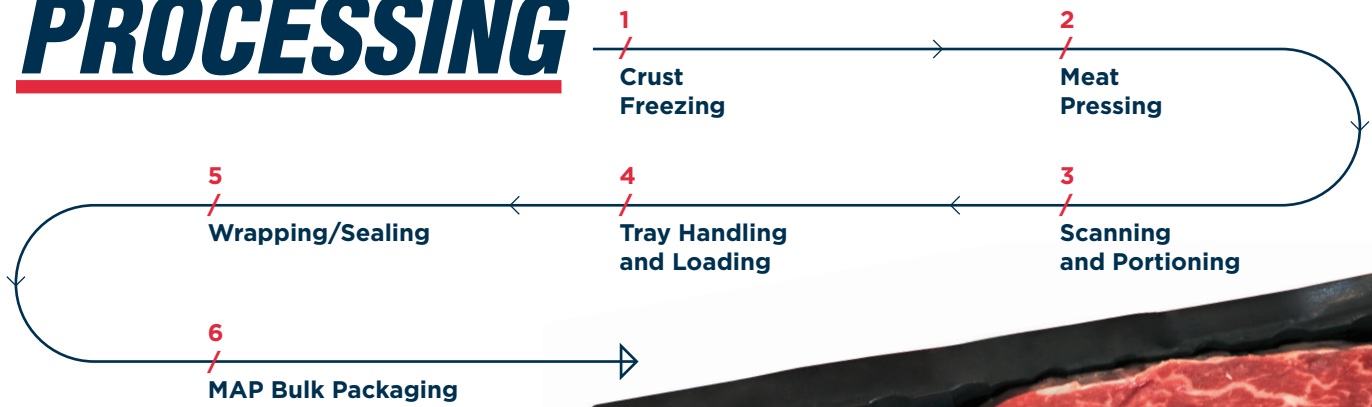 PROCESSING
1
Crust
Freezing
2
Meat
Pressing
3
Scanning
and Portioning
4
Tray Handling
and Loading
5
Wrapping/Sealing
6
MAP Bulk Packaging